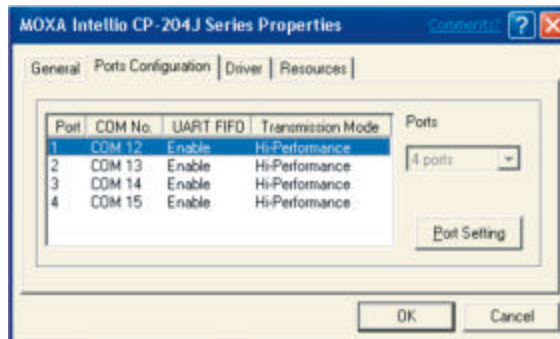 MOXA Intellio CP-204J Series Properties
Comments?
General Ports Configuration Driver Resources
Port COM No. UART FIFO Transmission Mode
1 COM 12 Enable Hi-Performance
2 COM 13 Enable Hi-Performance
3 COM 14 Enable Hi-Performance
4 COM 15 Enable Hi-Performance
Ports
4 ports
Port Setting
OK Cancel